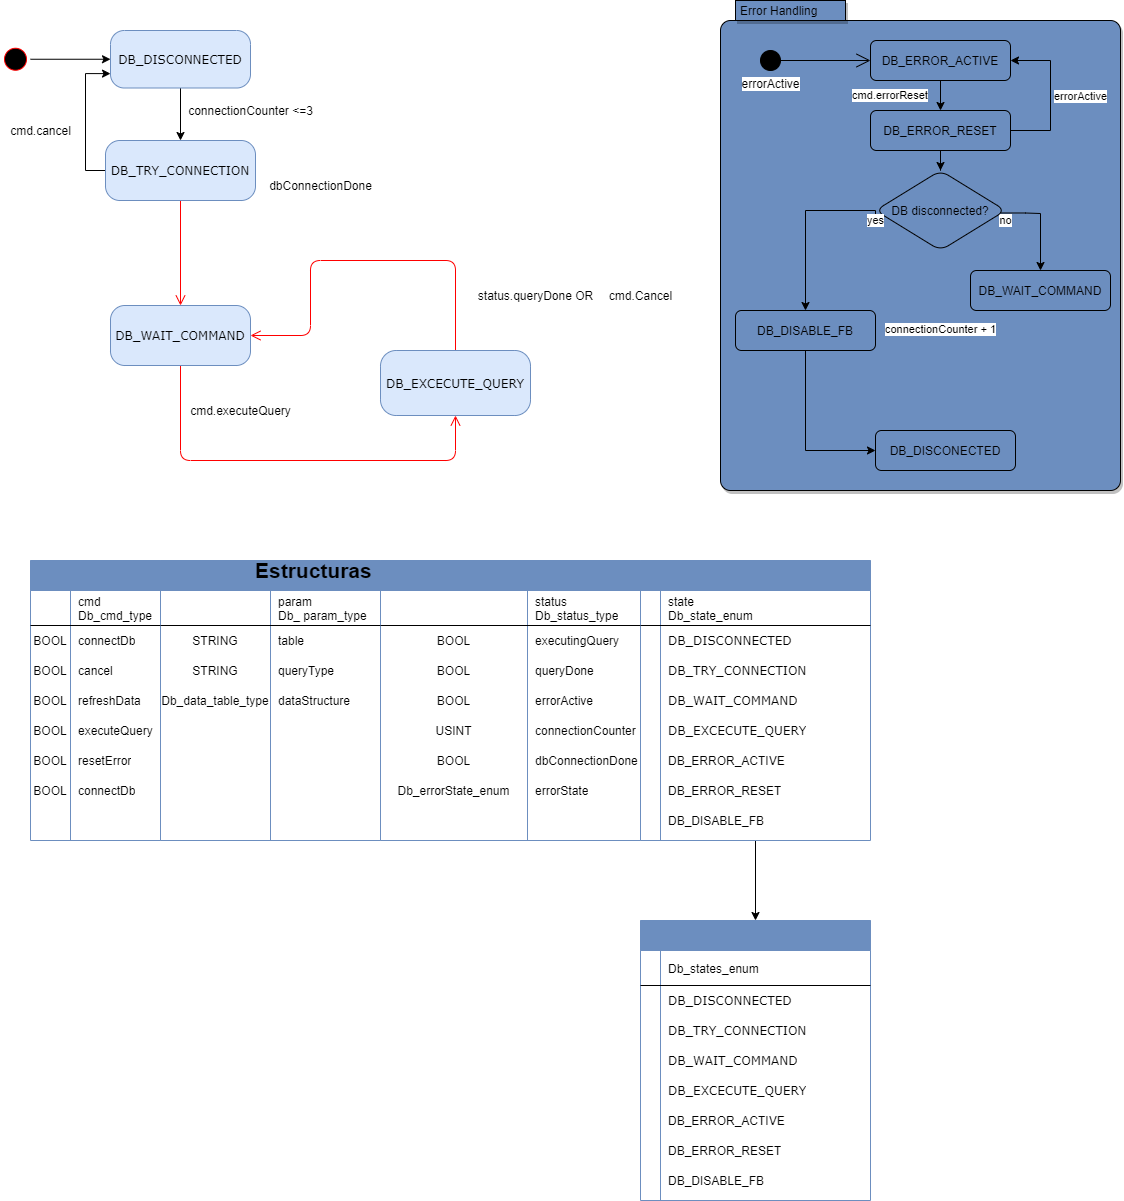 DB_DISCONNECTED
connectionCounter <=3
cmd.cancel
DB_TRY_CONNECTION
dbConnectionDone
DB_WAIT_COMMAND
status.queryDone OR cmd.Cancel
DB_EXCECUTE_QUERY
cmd.executeQuery
Error Handling
errorActive
DB_ERROR_ACTIVE
cmd.errorReset
errorActive
DB_ERROR_RESET
DB disconnected?
yes
no
DB_WAIT_COMMAND
DB_DISABLE_FB
connectionCounter + 1
DB_DISCONECTED
Estructuras
cmd param status state
Db_cmd_type Db_ param_type Db_status_type Db_state_enum
BOOL connectDb STRING table BOOL executingQuery DB_DISCONNECTED
BOOL cancel STRING queryType BOOL queryDone DB_TRY_CONNECTION
BOOL refreshData Db_data_table_type dataStructure BOOL errorActive DB_WAIT_COMMAND
BOOL executeQuery USINT connectionCounter DB_EXCECUTE_QUERY
BOOL resetError BOOL dbConnectionDone DB_ERROR_ACTIVE
BOOL connectDb Db_errorState_enum errorState DB_ERROR_RESET
DB_DISABLE_FB
Db_states_enum
DB_DISCONNECTED
DB_TRY_CONNECTION
DB_WAIT_COMMAND
DB_EXCECUTE_QUERY
DB_ERROR_ACTIVE
DB_ERROR_RESET
DB_DISABLE_FB